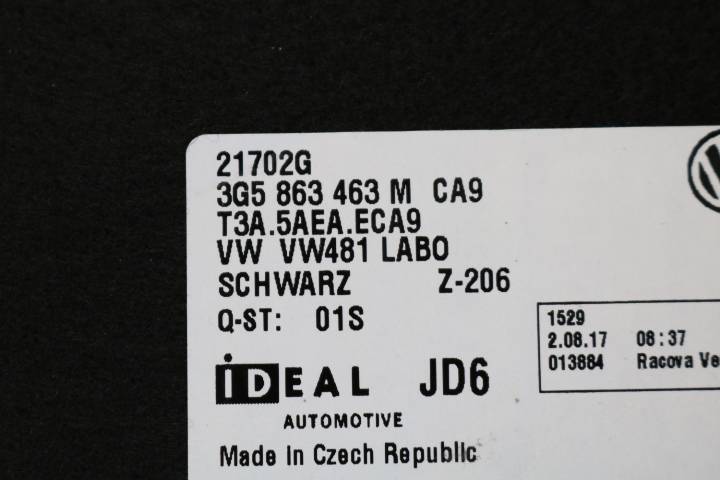 21702G
3G5 863 463 M CA9
T3A.5AEA.ECA9
VW VW481 LABO
SCHWARZ Z-206
Q-ST: 01S
1529
2.08.17 08:37
013884 Racova Ve
IDEAL JD6
AUTOMOTIVE
Made In Czech Republic